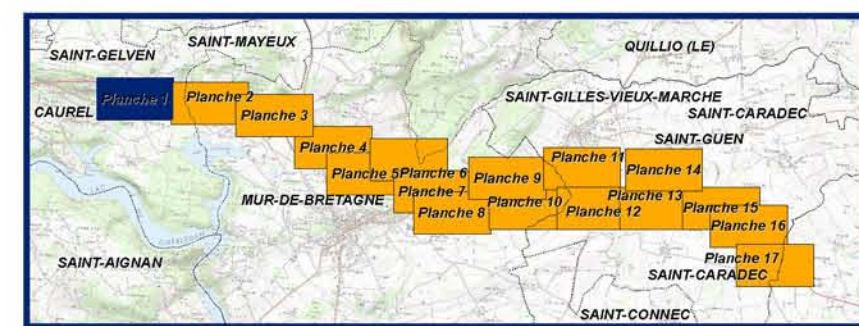 SAINT-GELVEN
SAINT-MAYEUX
QUILLIO (LE)
CAUREL
Planche 1
Planche 2
Planche 3
SAINT-GILLES-VIEUX-MARCHE
SAINT-CARADEC
SAINT-GUEN
Planche 4
Planche 5
Planche 6
Planche 7
Planche 8
Planche 9
Planche 10
Planche 11
Planche 12
Planche 13
Planche 14
Planche 15
Planche 16
Planche 17
MUR-DE-BRETAGNE
SAINT-AIGNAN
SAINT-CARADEC
SAINT-CONNEC